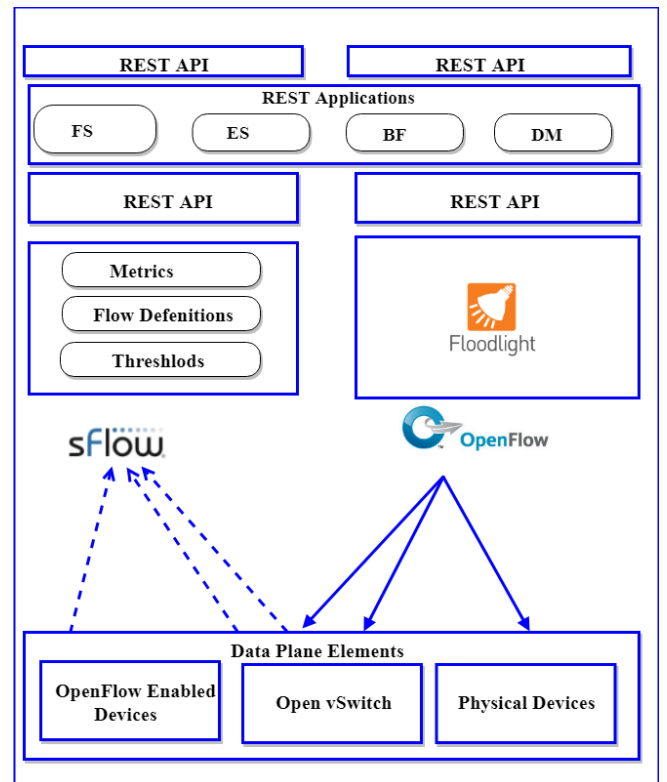 REST API
REST API
REST Applications
FS
ES
BF
DM
REST API
REST API
Metrics
Flow Defenitions
Threshlods
Floodlight
sFlow
OpenFlow
Data Plane Elements
OpenFlow Enabled
Devices
Open vSwitch
Physical Devices